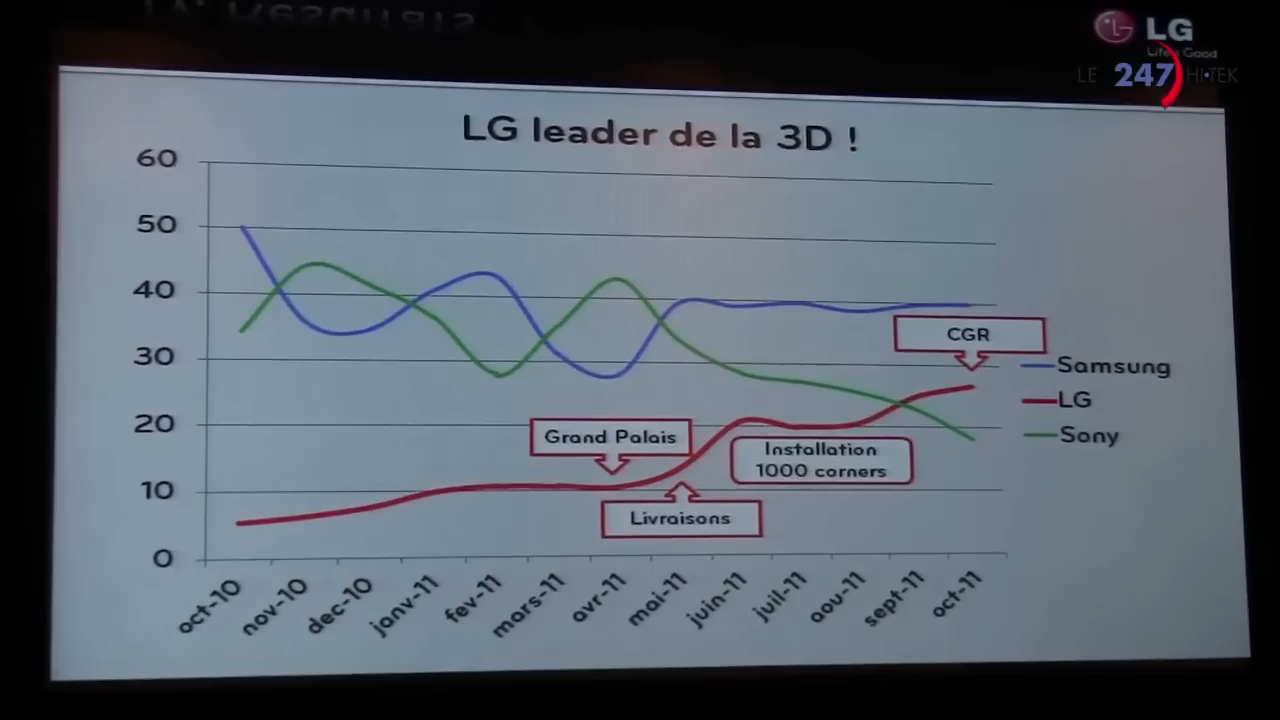 IV. Résultats
LG
Life's Good
LE 247 HI-TEK
LG leader de la 3D !
60
50
40
30
20
10
0
CGR
Samsung
LG
Sony
Grand Palais
Installation
1000 corners
Livraisons
oct-10
nov-10
dec-10
janv-11
fev-11
mars-11
avr-11
mai-11
juin-11
juil-11
aou-11
sept-11
oct-11